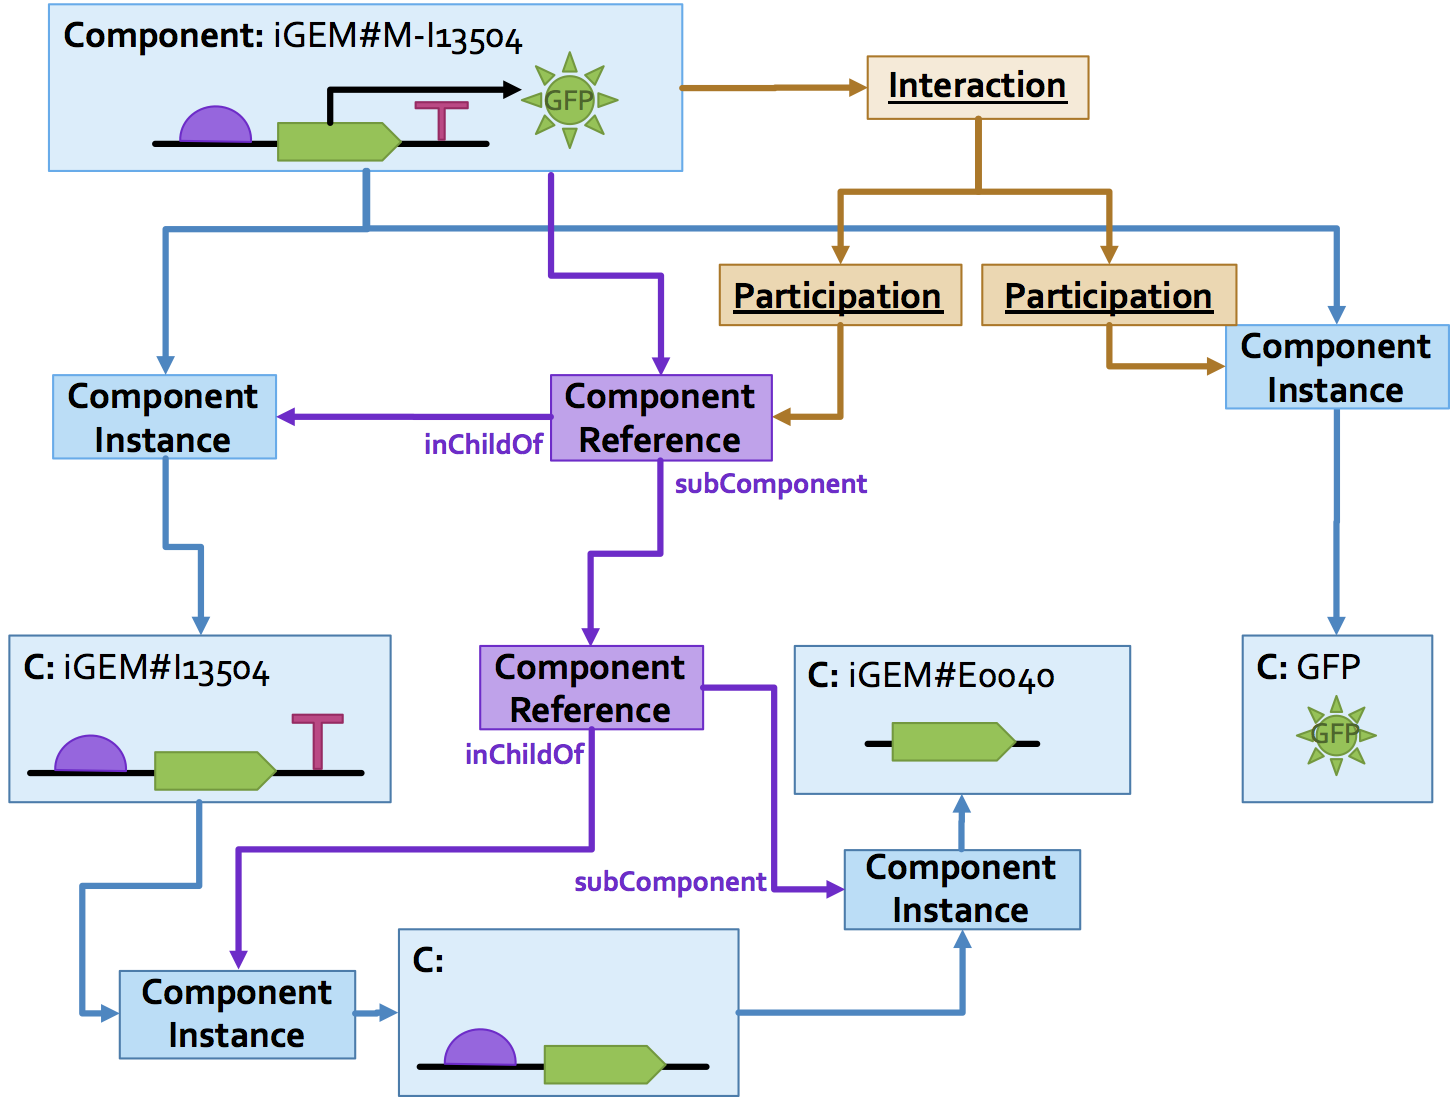 Component: iGEM#M-I13504
GFP
Interaction
Participation
Participation
Component
Instance
Component
Instance
Component
Reference
inChildOf
subComponent
C: iGEM#I13504
Component
Reference
inChildOf
C: iGEM#E0040
C: GFP
GFP
subComponent
Component
Instance
C:
Component
Instance